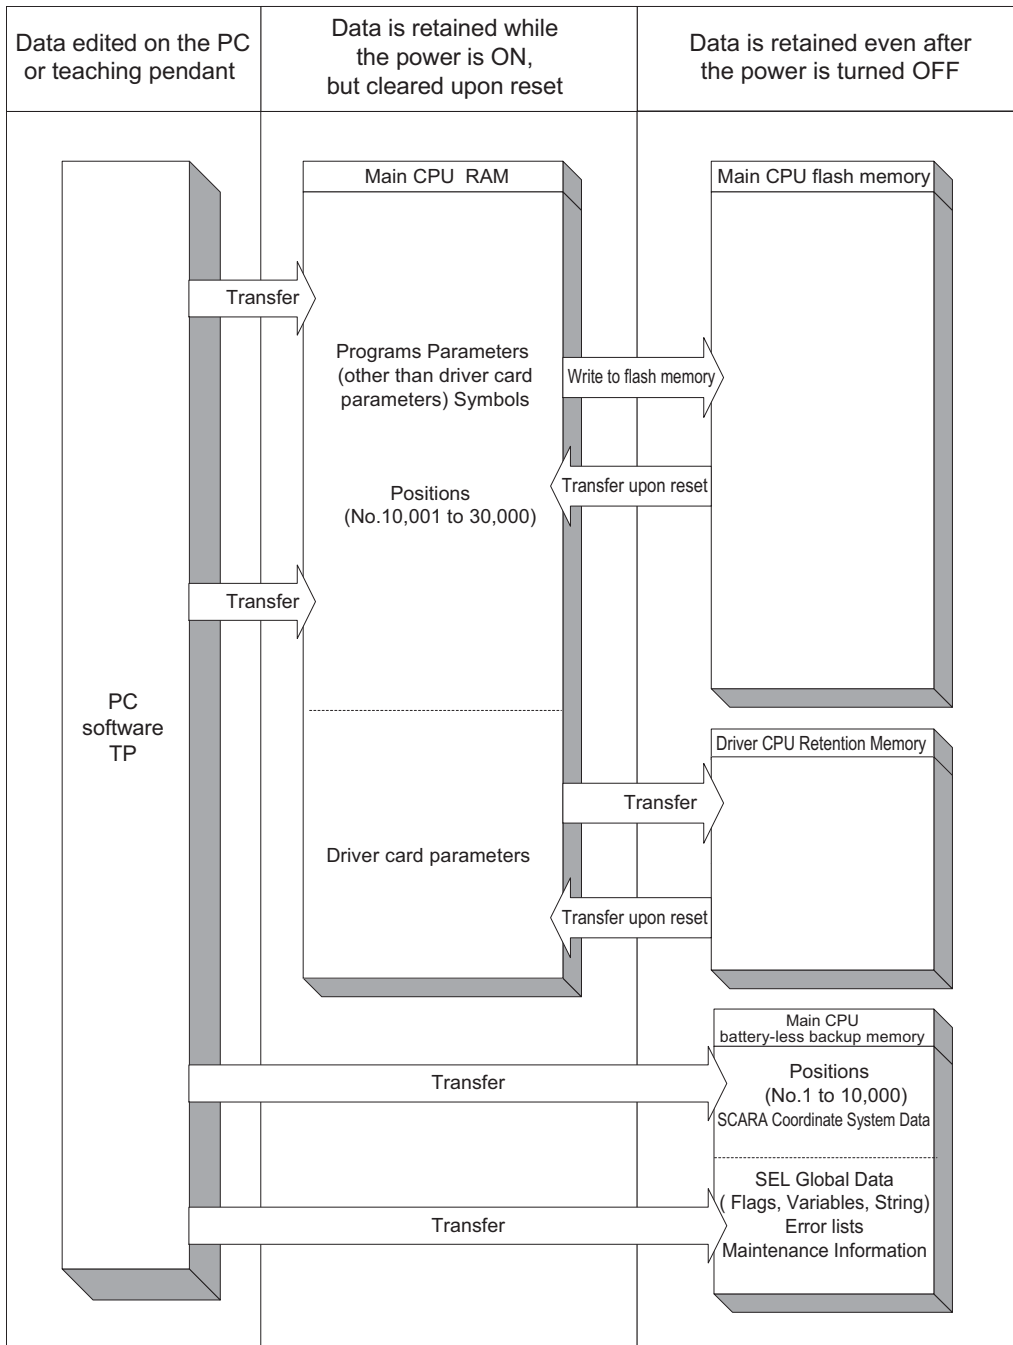 Data edited on the PC
or teaching pendant
Data is retained while
the power is ON,
but cleared upon reset
Data is retained even after
the power is turned OFF
PC
software
TP
Transfer
Transfer
Main CPU RAM
Programs Parameters
(other than driver card
parameters) Symbols
Positions
(No.10,001 to 30,000)
Driver card parameters
Write to flash memory
Transfer upon reset
Transfer
Transfer upon reset
Main CPU flash memory
Driver CPU Retention Memory
Transfer
Transfer
Main CPU
battery-less backup memory
Positions
(No.1 to 10,000)
SCARA Coordinate System Data
SEL Global Data
( Flags, Variables, String)
Error lists
Maintenance Information